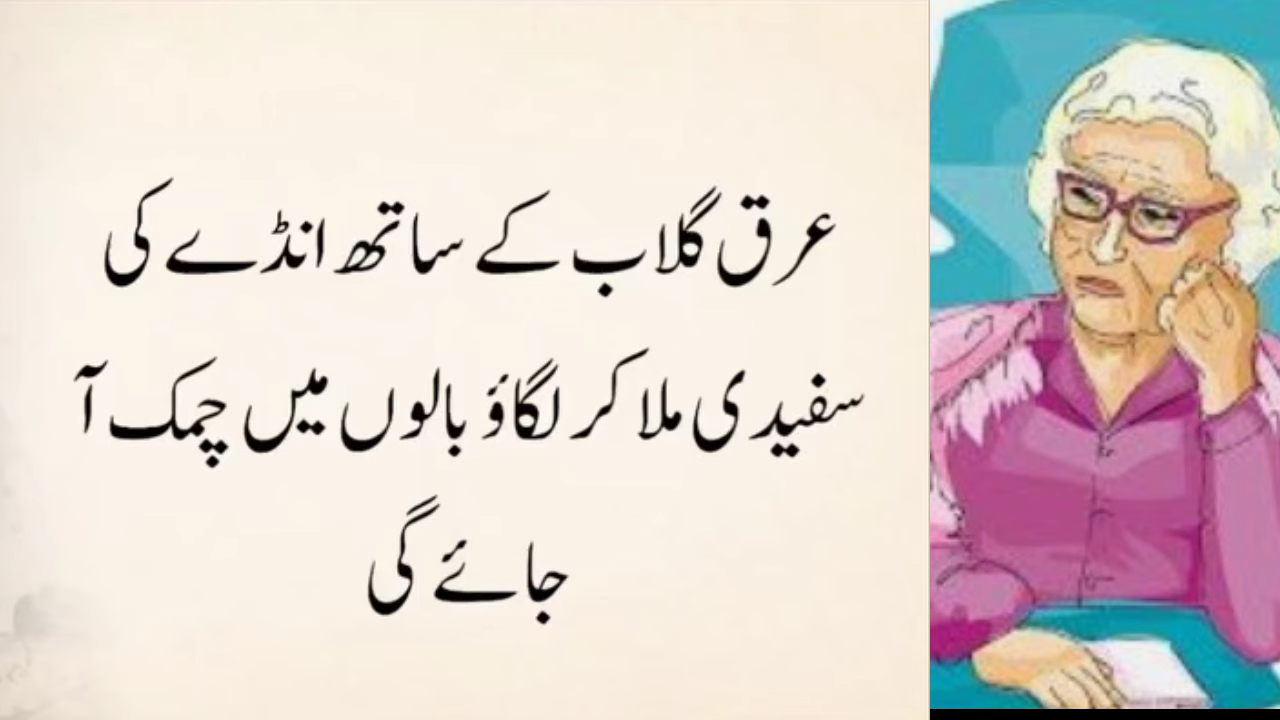 عرق گلاب کے ساتھ انڈے کی
سفیدی ملا کر لگاؤ بالوں میں چمک آ
جائے گی